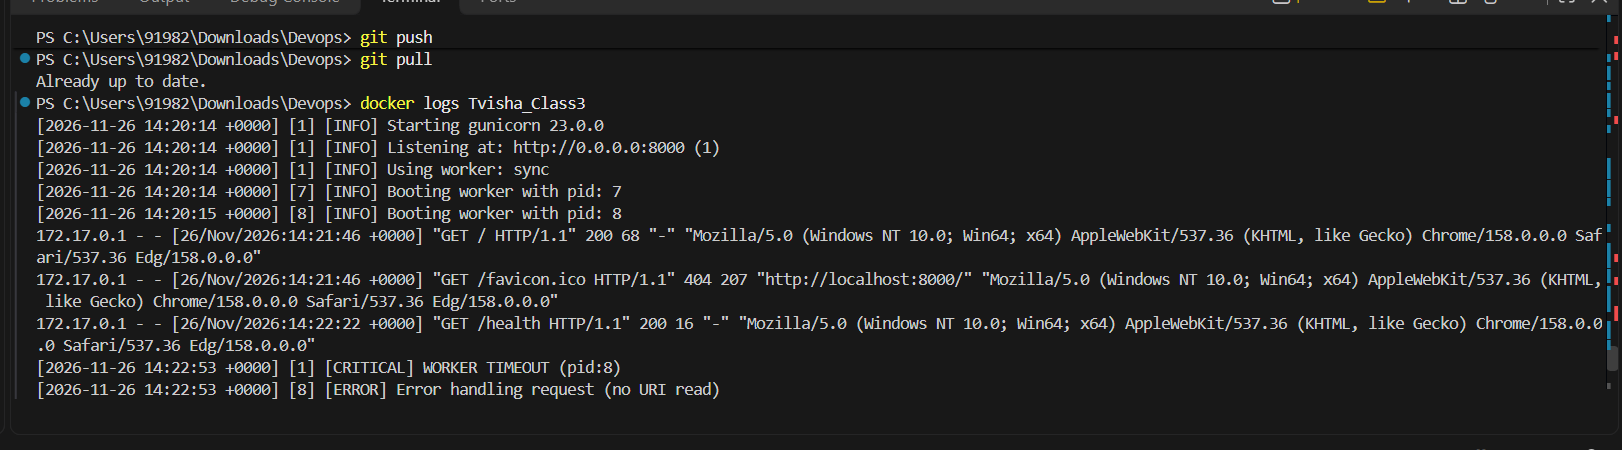 Problems Output Debug Console Terminal Ports
PS C:\Users\91982\Downloads\Devops> git push
PS C:\Users\91982\Downloads\Devops> git pull
Already up to date.
PS C:\Users\91982\Downloads\Devops> docker logs Tvisha_Class3
[2026-11-26 14:20:14 +0000] [1] [INFO] Starting gunicorn 23.0.0
[2026-11-26 14:20:14 +0000] [1] [INFO] Listening at: http://0.0.0.0:8000 (1)
[2026-11-26 14:20:14 +0000] [1] [INFO] Using worker: sync
[2026-11-26 14:20:14 +0000] [7] [INFO] Booting worker with pid: 7
[2026-11-26 14:20:15 +0000] [8] [INFO] Booting worker with pid: 8
172.17.0.1 - - [26/Nov/2026:14:21:46 +0000] "GET / HTTP/1.1" 200 68 "-" "Mozilla/5.0 (Windows NT 10.0; Win64; x64) AppleWebKit/537.36 (KHTML, like Gecko) Chrome/158.0.0.0 Saf
ari/537.36 Edg/158.0.0.0"
172.17.0.1 - - [26/Nov/2026:14:21:46 +0000] "GET /favicon.ico HTTP/1.1" 404 207 "http://localhost:8000/" "Mozilla/5.0 (Windows NT 10.0; Win64; x64) AppleWebKit/537.36 (KHTML,
 like Gecko) Chrome/158.0.0.0 Safari/537.36 Edg/158.0.0.0"
172.17.0.1 - - [26/Nov/2026:14:22:22 +0000] "GET /health HTTP/1.1" 200 16 "-" "Mozilla/5.0 (Windows NT 10.0; Win64; x64) AppleWebKit/537.36 (KHTML, like Gecko) Chrome/158.0.0
.0 Safari/537.36 Edg/158.0.0.0"
[2026-11-26 14:22:53 +0000] [1] [CRITICAL] WORKER TIMEOUT (pid:8)
[2026-11-26 14:22:53 +0000] [8] [ERROR] Error handling request (no URI read)